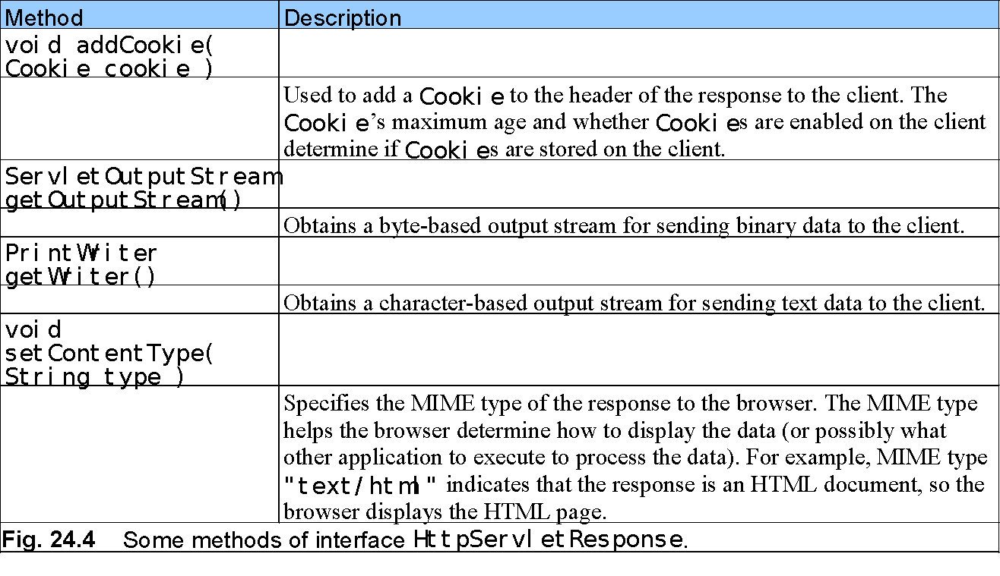 Method Description
void addCookie(
Cookie cookie )
Used to add a Cookie to the header of the response to the client. The
Cookie’s maximum age and whether Cookies are enabled on the client
determine if Cookies are stored on the client.
ServletOutputStream
getOutputStream()
Obtains a byte-based output stream for sending binary data to the client.
PrintWriter
getWriter()
Obtains a character-based output stream for sending text data to the client.
void
setContentType(
String type )
Specifies the MIME type of the response to the browser. The MIME type
helps the browser determine how to display the data (or possibly what
other application to execute to process the data). For example, MIME type
"text/html" indicates that the response is an HTML document, so the
browser displays the HTML page.
Fig. 24.4 Some methods of interface HttpServletResponse.